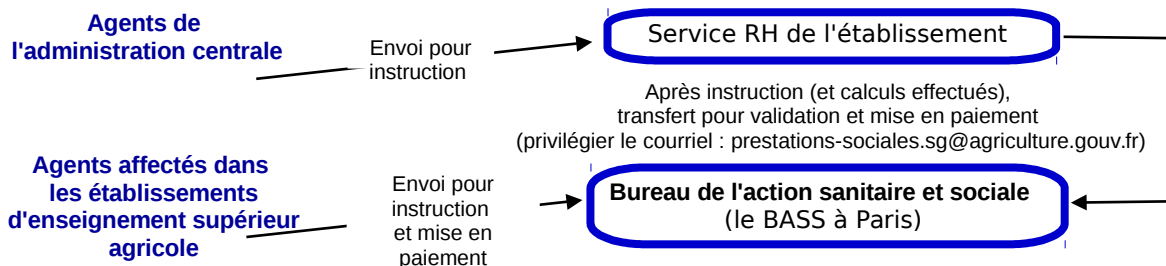 Agents de
l'administration centrale
Envoi pour
instruction
Service RH de l'établissement
Après instruction (et calculs effectués),
transfert pour validation et mise en paiement
(privilégier le courriel : prestations-sociales.sg@agriculture.gouv.fr)
Agents affectés dans
les établissements
d'enseignement supérieur
agricole
Envoi pour
instruction
et mise en
paiement
Bureau de l'action sanitaire et sociale
(le BASS à Paris)